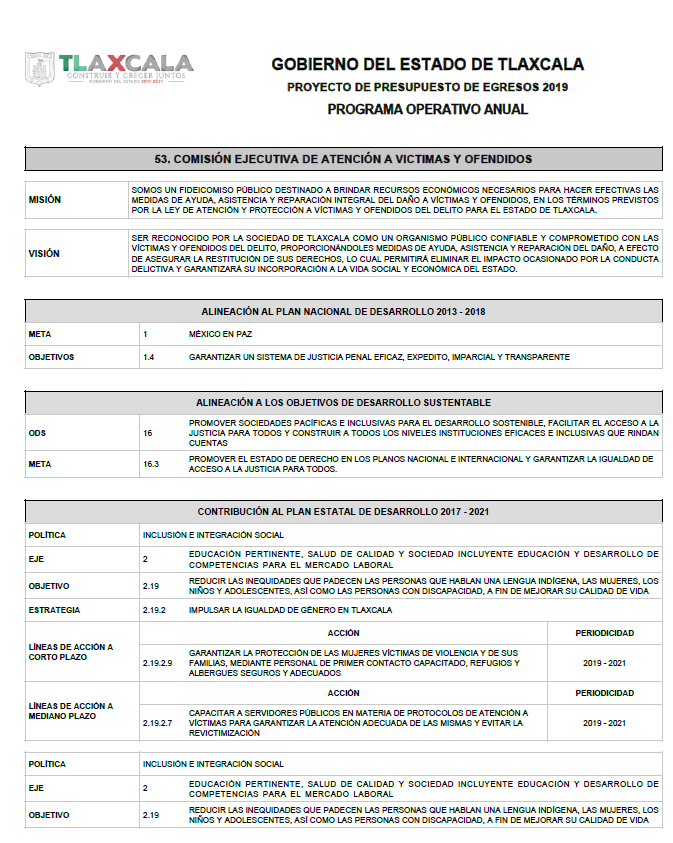 TLAXCALA
CONSTRUIR Y CRECER JUNTOS
GOBIERNO DEL ESTADO 2017-2021
GOBIERNO DEL ESTADO DE TLAXCALA
PROYECTO DE PRESUPUESTO DE EGRESOS 2019
PROGRAMA OPERATIVO ANUAL
53. COMISIÓN EJECUTIVA DE ATENCIÓN A VICTIMAS Y OFENDIDOS
MISIÓN
SOMOS UN FIDEICOMISO PÚBLICO DESTINADO A BRINDAR RECURSOS ECONÓMICOS NECESARIOS PARA HACER EFECTIVAS LAS
MEDIDAS DE AYUDA, ASISTENCIA Y REPARACIÓN INTEGRAL DEL DAÑO A VÍCTIMAS Y OFENDIDOS, EN LOS TÉRMINOS PREVISTOS
POR LA LEY DE ATENCIÓN Y PROTECCIÓN A VÍCTIMAS Y OFENDIDOS DEL DELITO PARA EL ESTADO DE TLAXCALA.
VISIÓN
SER RECONOCIDO POR LA SOCIEDAD DE TLAXCALA COMO UN ORGANISMO PÚBLICO CONFIABLE Y COMPROMETIDO CON LAS
VÍCTIMAS Y OFENDIDOS DEL DELITO, PROPORCIONÁNDOLES MEDIDAS DE AYUDA, ASISTENCIA Y REPARACIÓN DEL DAÑO, A EFECTO
DE ASEGURAR LA RESTITUCIÓN DE SUS DERECHOS, LO CUAL PERMITIRÁ ELIMINAR EL IMPACTO OCASIONADO POR LA CONDUCTA
DELICTIVA Y GARANTIZARÁ SU INCORPORACIÓN A LA VIDA SOCIAL Y ECONÓMICA DEL ESTADO.
ALINEACIÓN AL PLAN NACIONAL DE DESARROLLO 2013 - 2018
META 1 MÉXICO EN PAZ
OBJETIVOS 1.4 GARANTIZAR UN SISTEMA DE JUSTICIA PENAL EFICAZ, EXPEDITO, IMPARCIAL Y TRANSPARENTE
ALINEACIÓN A LOS OBJETIVOS DE DESARROLLO SUSTENTABLE
ODS 16
PROMOVER SOCIEDADES PACÍFICAS E INCLUSIVAS PARA EL DESARROLLO SOSTENIBLE, FACILITAR EL ACCESO A LA
JUSTICIA PARA TODOS Y CONSTRUIR A TODOS LOS NIVELES INSTITUCIONES EFICACES E INCLUSIVAS QUE RINDAN
CUENTAS
META 16.3
PROMOVER EL ESTADO DE DERECHO EN LOS PLANOS NACIONAL E INTERNACIONAL Y GARANTIZAR LA IGUALDAD DE
ACCESO A LA JUSTICIA PARA TODOS.
CONTRIBUCIÓN AL PLAN ESTATAL DE DESARROLLO 2017 - 2021
POLÍTICA INCLUSIÓN E INTEGRACIÓN SOCIAL
EJE 2
EDUCACIÓN PERTINENTE, SALUD DE CALIDAD Y SOCIEDAD INCLUYENTE EDUCACIÓN Y DESARROLLO DE
COMPETENCIAS PARA EL MERCADO LABORAL
OBJETIVO 2.19
REDUCIR LAS INEQUIDADES QUE PADECEN LAS PERSONAS QUE HABLAN UNA LENGUA INDÍGENA, LAS MUJERES, LOS
NIÑOS Y ADOLESCENTES, ASÍ COMO LAS PERSONAS CON DISCAPACIDAD, A FIN DE MEJORAR SU CALIDAD DE VIDA
ESTRATEGIA 2.19.2 IMPULSAR LA IGUALDAD DE GÉNERO EN TLAXCALA
LÍNEAS DE ACCIÓN A
CORTO PLAZO
ACCIÓN PERIODICIDAD
2.19.2.9
GARANTIZAR LA PROTECCIÓN DE LAS MUJERES VÍCTIMAS DE VIOLENCIA Y DE SUS
FAMILIAS, MEDIANTE PERSONAL DE PRIMER CONTACTO CAPACITADO, REFUGIOS Y
ALBERGUES SEGUROS Y ADECUADOS
2019 - 2021
LÍNEAS DE ACCIÓN A
MEDIANO PLAZO
ACCIÓN PERIODICIDAD
2.19.2.7
CAPACITAR A SERVIDORES PÚBLICOS EN MATERIA DE PROTOCOLOS DE ATENCIÓN A
VÍCTIMAS PARA GARANTIZAR LA ATENCIÓN ADECUADA DE LAS MISMAS Y EVITAR LA
REVICTIMIZACIÓN
2019 - 2021
POLÍTICA INCLUSIÓN E INTEGRACIÓN SOCIAL
EJE 2
EDUCACIÓN PERTINENTE, SALUD DE CALIDAD Y SOCIEDAD INCLUYENTE EDUCACIÓN Y DESARROLLO DE
COMPETENCIAS PARA EL MERCADO LABORAL
OBJETIVO 2.19
REDUCIR LAS INEQUIDADES QUE PADECEN LAS PERSONAS QUE HABLAN UNA LENGUA INDÍGENA, LAS MUJERES, LOS
NIÑOS Y ADOLESCENTES, ASÍ COMO LAS PERSONAS CON DISCAPACIDAD, A FIN DE MEJORAR SU CALIDAD DE VIDA